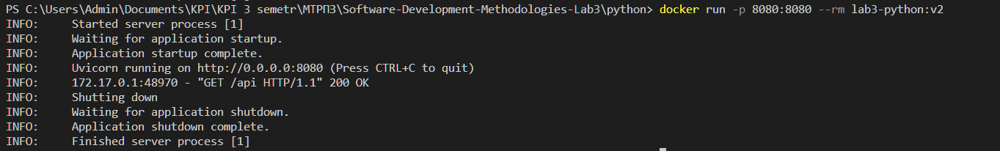 PS C:\Users\Admin\Documents\KPI\KPI 3 semetr\МТРПЗ\Software-Development-Methodologies-Lab3\python> docker run -p 8080:8080 --rm lab3-python:v2
INFO:     Started server process [1]
INFO:     Waiting for application startup.
INFO:     Application startup complete.
INFO:     Uvicorn running on http://0.0.0.0:8080 (Press CTRL+C to quit)
INFO:     172.17.0.1:48970 - "GET /api HTTP/1.1" 200 OK
INFO:     Shutting down
INFO:     Waiting for application shutdown.
INFO:     Application shutdown complete.
INFO:     Finished server process [1]